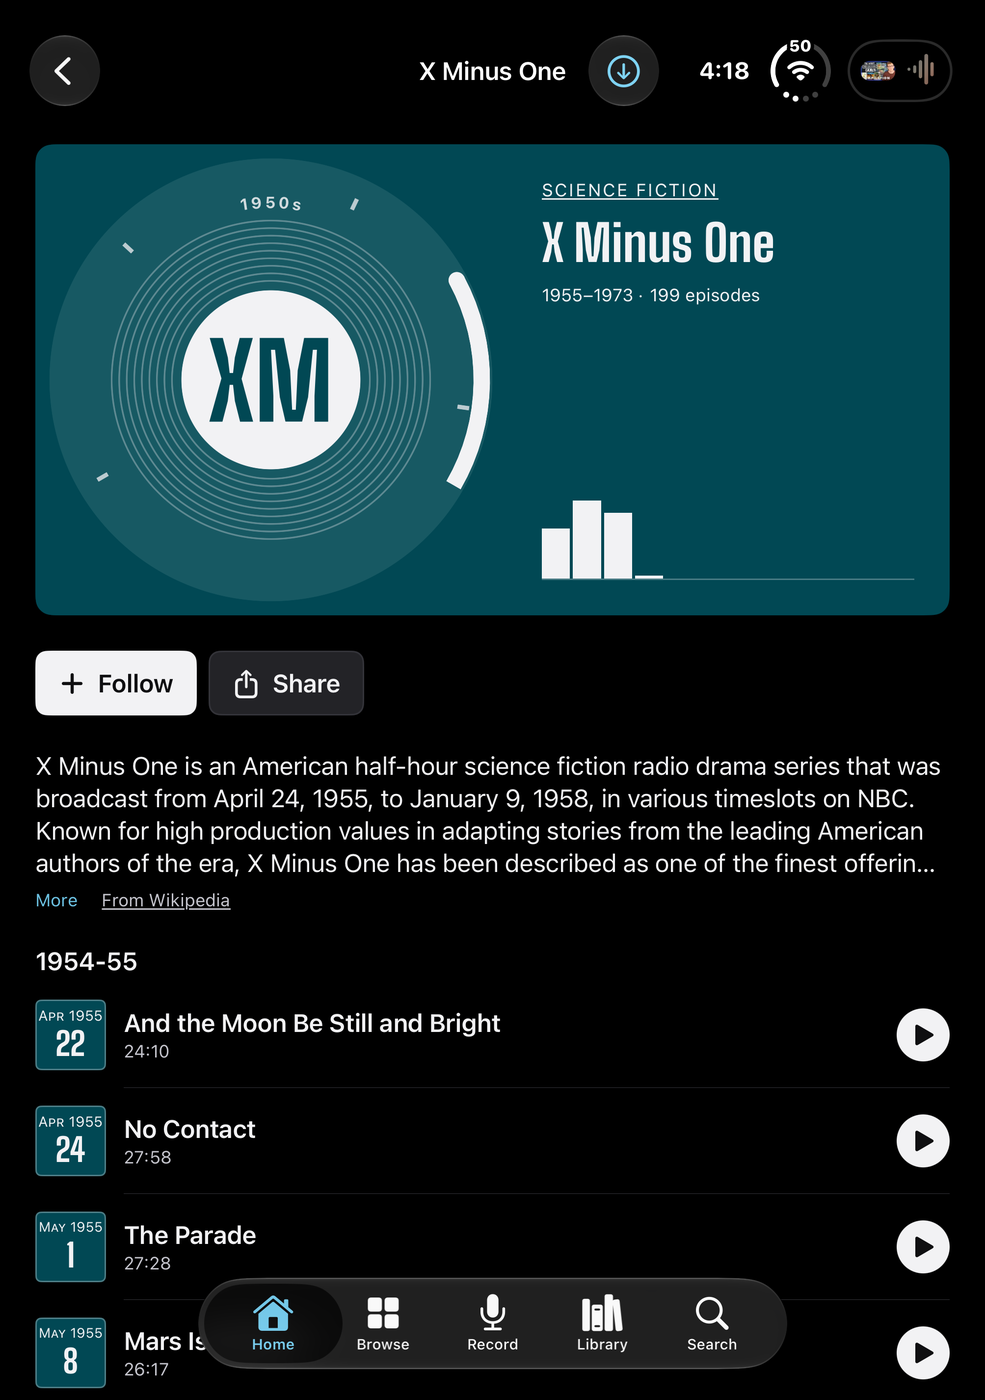 X Minus One
4:18
50
1950s
XM
SCIENCE FICTION
X Minus One
1955–1973 · 199 episodes
Follow
Share
X Minus One is an American half-hour science fiction radio drama series that was
broadcast from April 24, 1955, to January 9, 1958, in various timeslots on NBC.
Known for high production values in adapting stories from the leading American
authors of the era, X Minus One has been described as one of the finest offerin...
More
From Wikipedia
1954-55
APR 1955
22
And the Moon Be Still and Bright
24:10
APR 1955
24
No Contact
27:58
MAY 1955
1
The Parade
27:28
MAY 1955
8
Mars Is
26:17
Home
Browse
Record
Library
Search